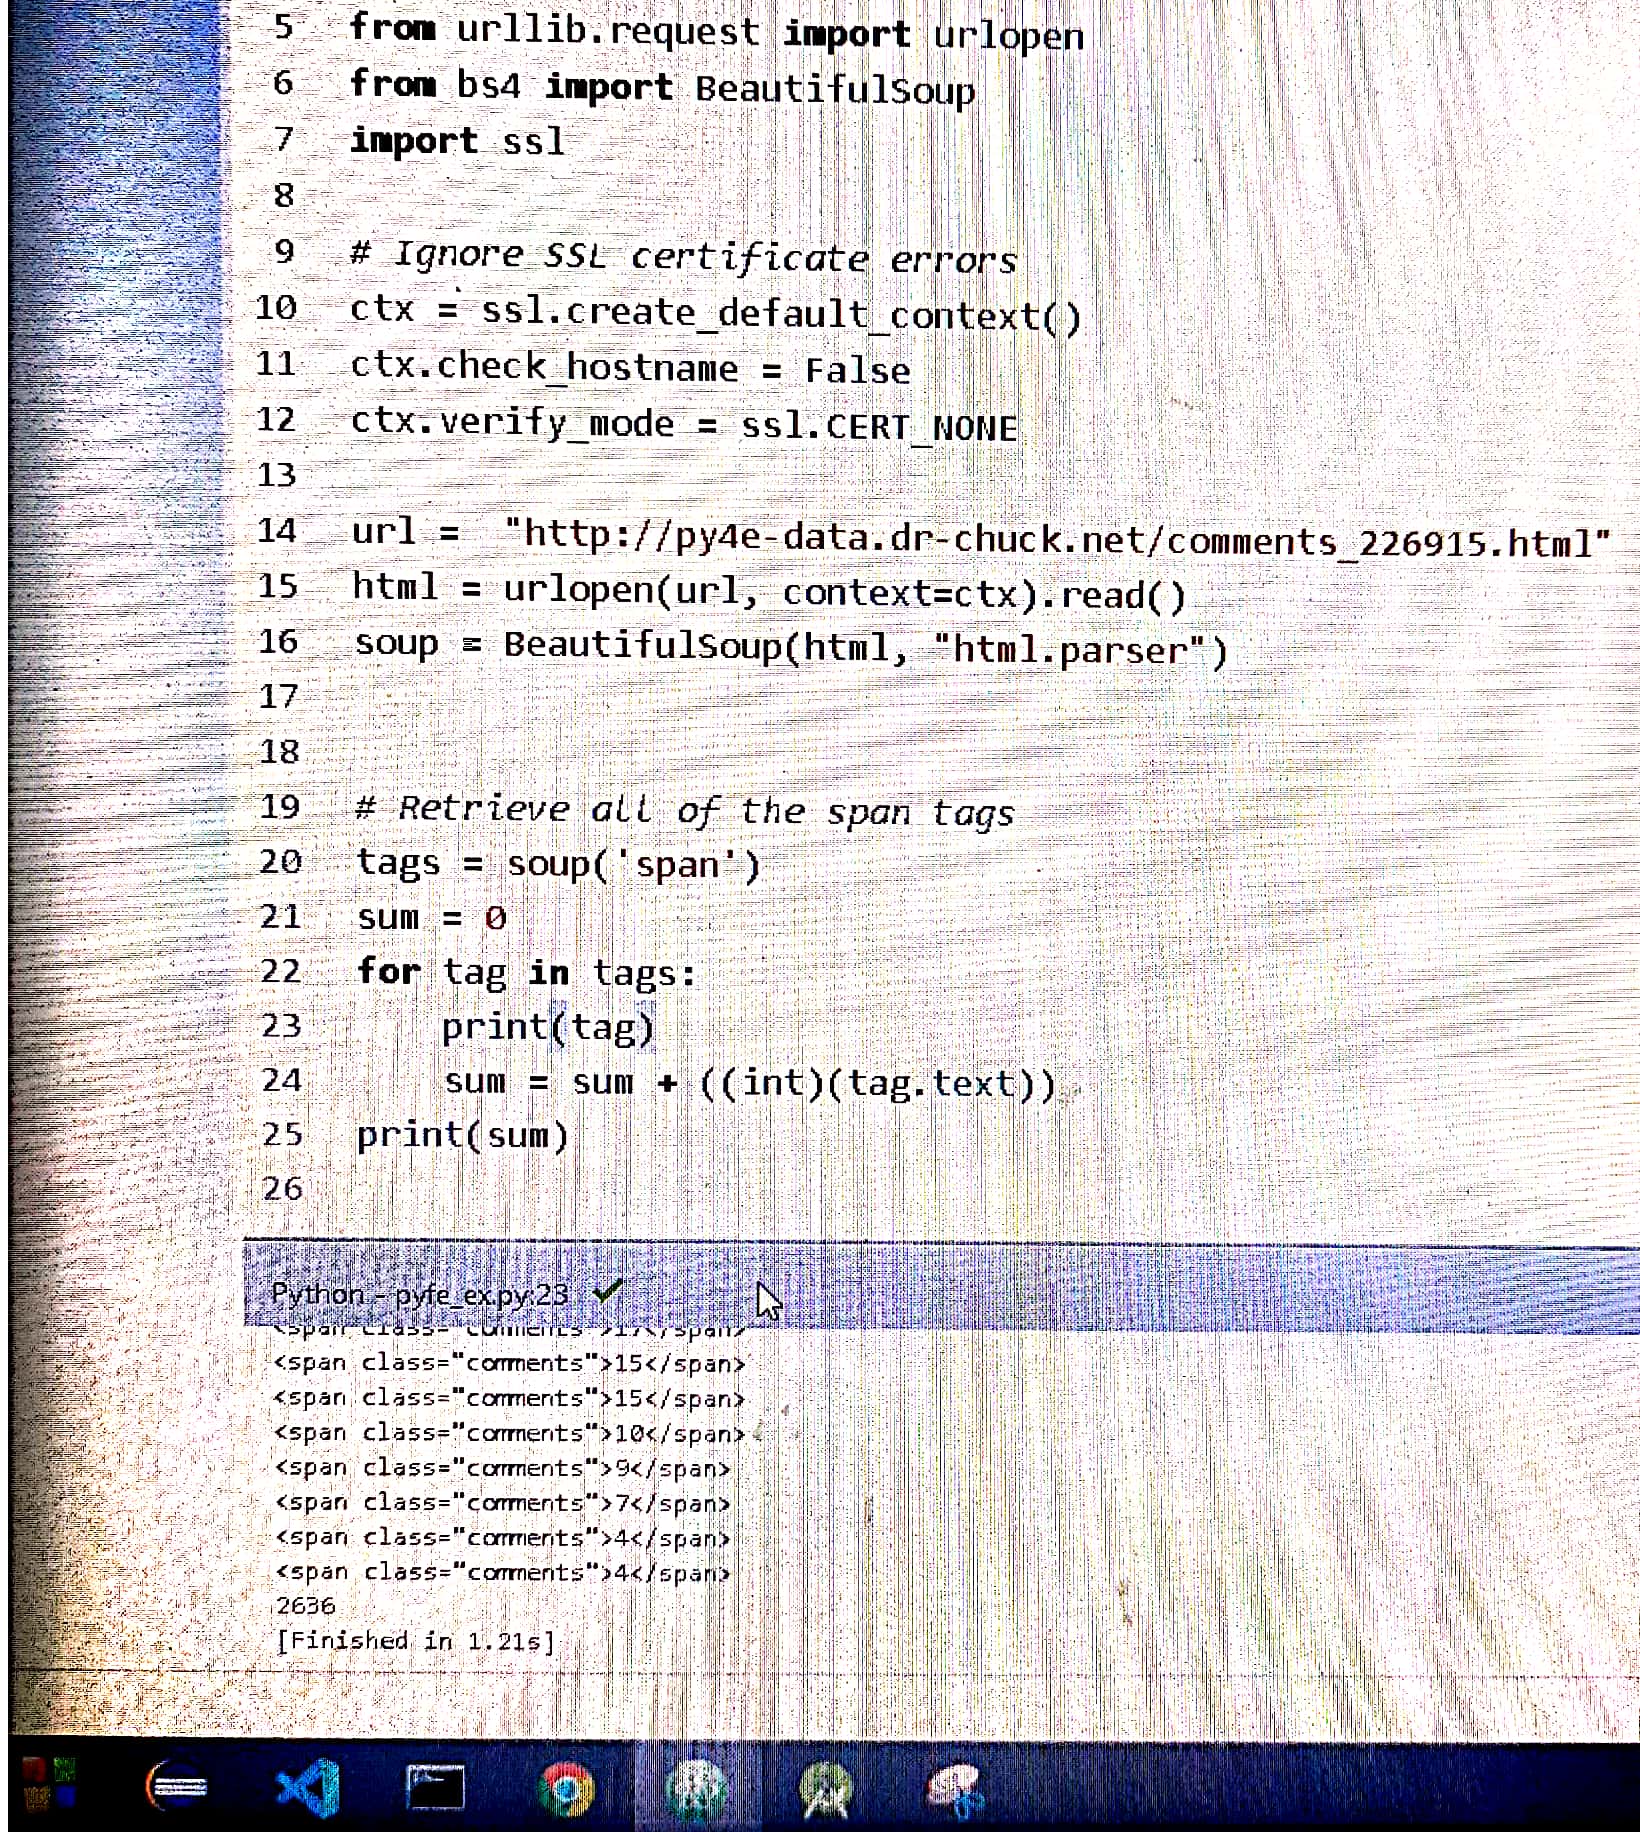 5 from urllib.request import urlopen
6 from bs4 import BeautifulSoup
7 import ssl
8
9 # Ignore SSL certificate errors
10 ctx = ssl.create_default_context()
11 ctx.check_hostname = False
12 ctx.verify_mode = ssl.CERT_NONE
13
14 url =  "http://py4e-data.dr-chuck.net/comments_226915.html"
15 html = urlopen(url, context=ctx).read()
16 soup = BeautifulSoup(html, "html.parser")
17
18
19 # Retrieve all of the span tags
20 tags = soup('span')
21 sum = 0
22 for tag in tags:
23     print(tag)
24     sum = sum + ((int)(tag.text))
25 print(sum)
26
Python - pyfe_ex.py:23 ✓
<span class="comments">17</span>
<span class="comments">15</span>
<span class="comments">15</span>
<span class="comments">10</span>
<span class="comments">9</span>
<span class="comments">7</span>
<span class="comments">4</span>
<span class="comments">4</span>
2636
[Finished in 1.21s]